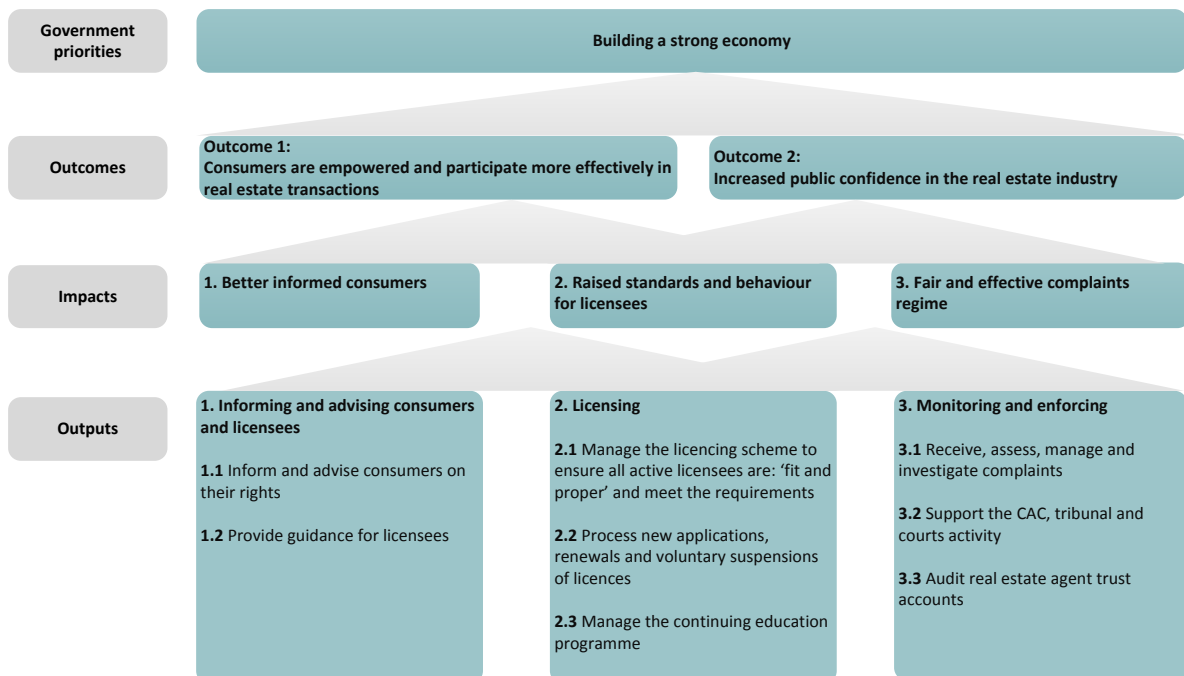 Government
priorities
Building a strong economy
Outcomes
Outcome 1:
Consumers are empowered and participate more effectively in
real estate transactions
Outcome 2:
Increased public confidence in the real estate industry
Impacts
1. Better informed consumers
2. Raised standards and behaviour
for licensees
3. Fair and effective complaints
regime
Outputs
1. Informing and advising consumers
and licensees
1.1 Inform and advise consumers on
their rights
1.2 Provide guidance for licensees
2. Licensing
2.1 Manage the licencing scheme to
ensure all active licensees are: ‘fit and
proper’ and meet the requirements
2.2 Process new applications,
renewals and voluntary suspensions
of licences
2.3 Manage the continuing education
programme
3. Monitoring and enforcing
3.1 Receive, assess, manage and
investigate complaints
3.2 Support the CAC, tribunal and
courts activity
3.3 Audit real estate agent trust
accounts